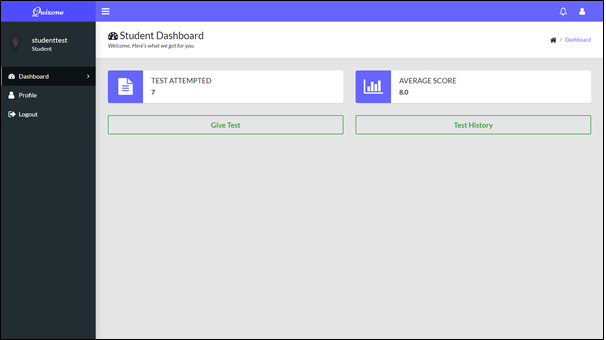 Quizone
studenttest
Student
Dashboard
Profile
Logout
Student Dashboard
Welcome, Here's what we got for you.
/ Dashboard
TEST ATTEMPTED
7
AVERAGE SCORE
8.0
Give Test
Test History